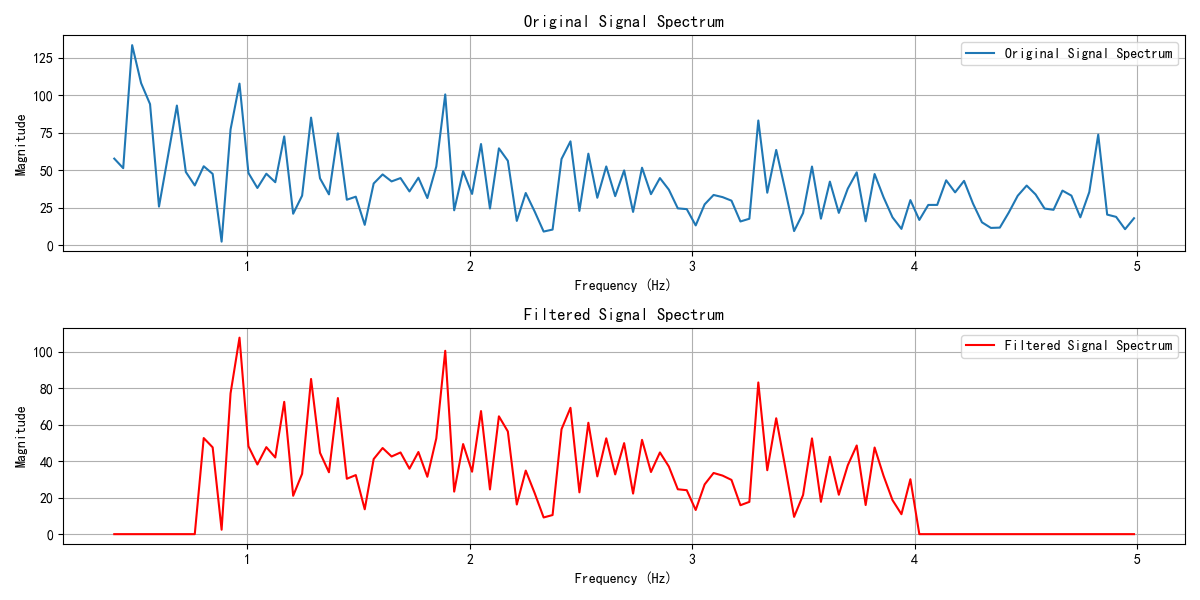 Original Signal Spectrum
Original Signal Spectrum
Magnitude
125
100
75
50
25
0
1 2 3 4 5
Frequency (Hz)
Filtered Signal Spectrum
Filtered Signal Spectrum
Magnitude
100
80
60
40
20
0
1 2 3 4 5
Frequency (Hz)